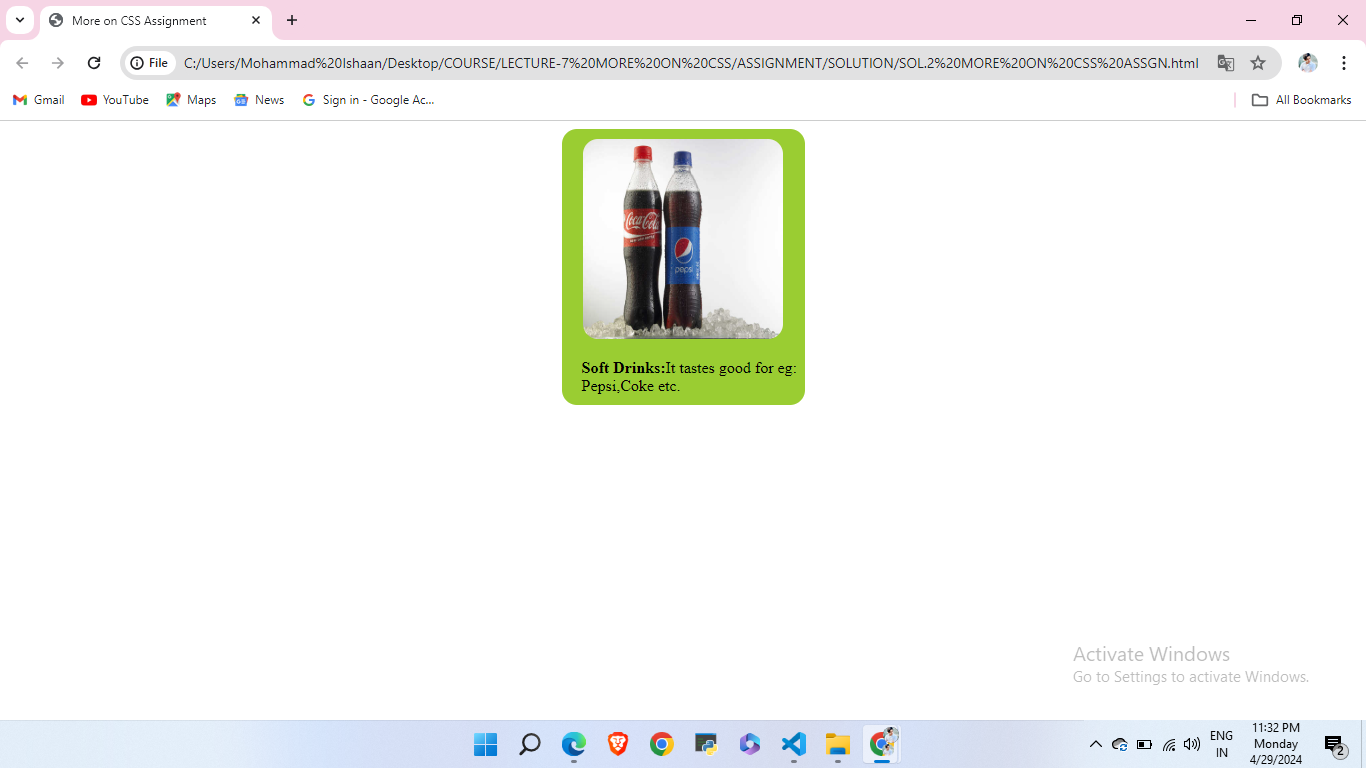 More on CSS Assignment
File
C:/Users/Mohammad%20Ishaan/Desktop/COURSE/LECTURE-7%20MORE%20ON%20CSS/ASSIGNMENT/SOLUTION/SOL.2%20MORE%20ON%20CSS%20ASSGN.html
Gmail
YouTube
Maps
News
Sign in - Google Ac...
All Bookmarks
Coca-Cola
pepsi
Soft Drinks:It tastes good for eg:
Pepsi,Coke etc.
Activate Windows
Go to Settings to activate Windows.
ENG
IN
11:32 PM
Monday
4/29/2024
2